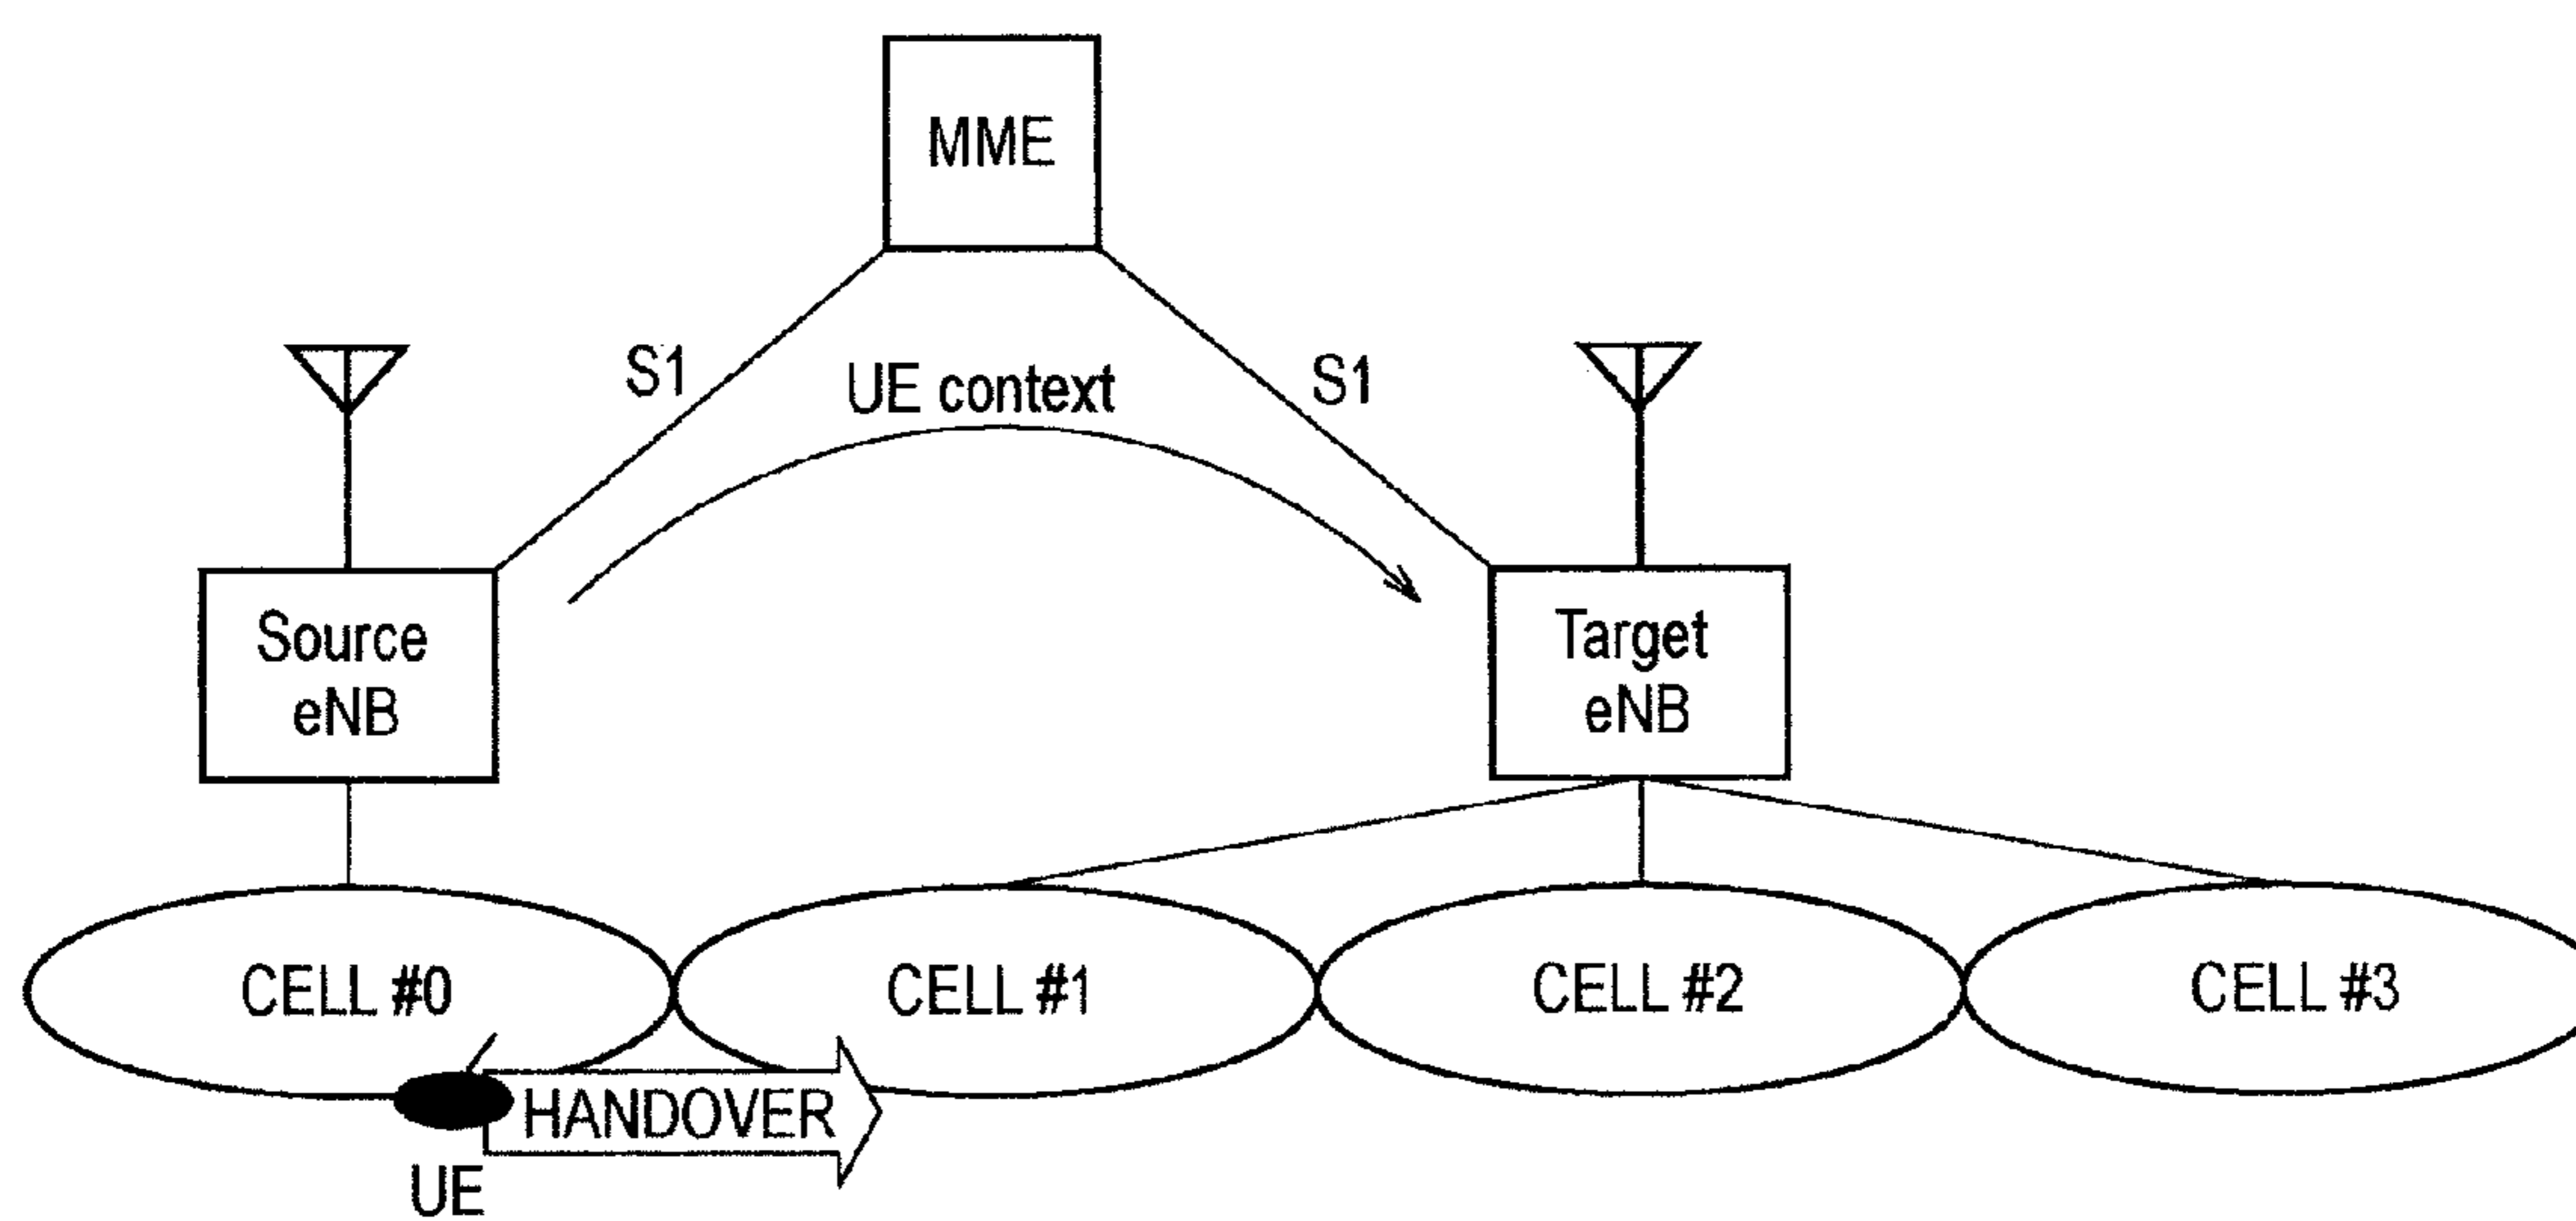 MME
S1
UE context
S1
Source
eNB
Target
eNB
CELL #0
CELL #1
CELL #2
CELL #3
HANDOVER
UE